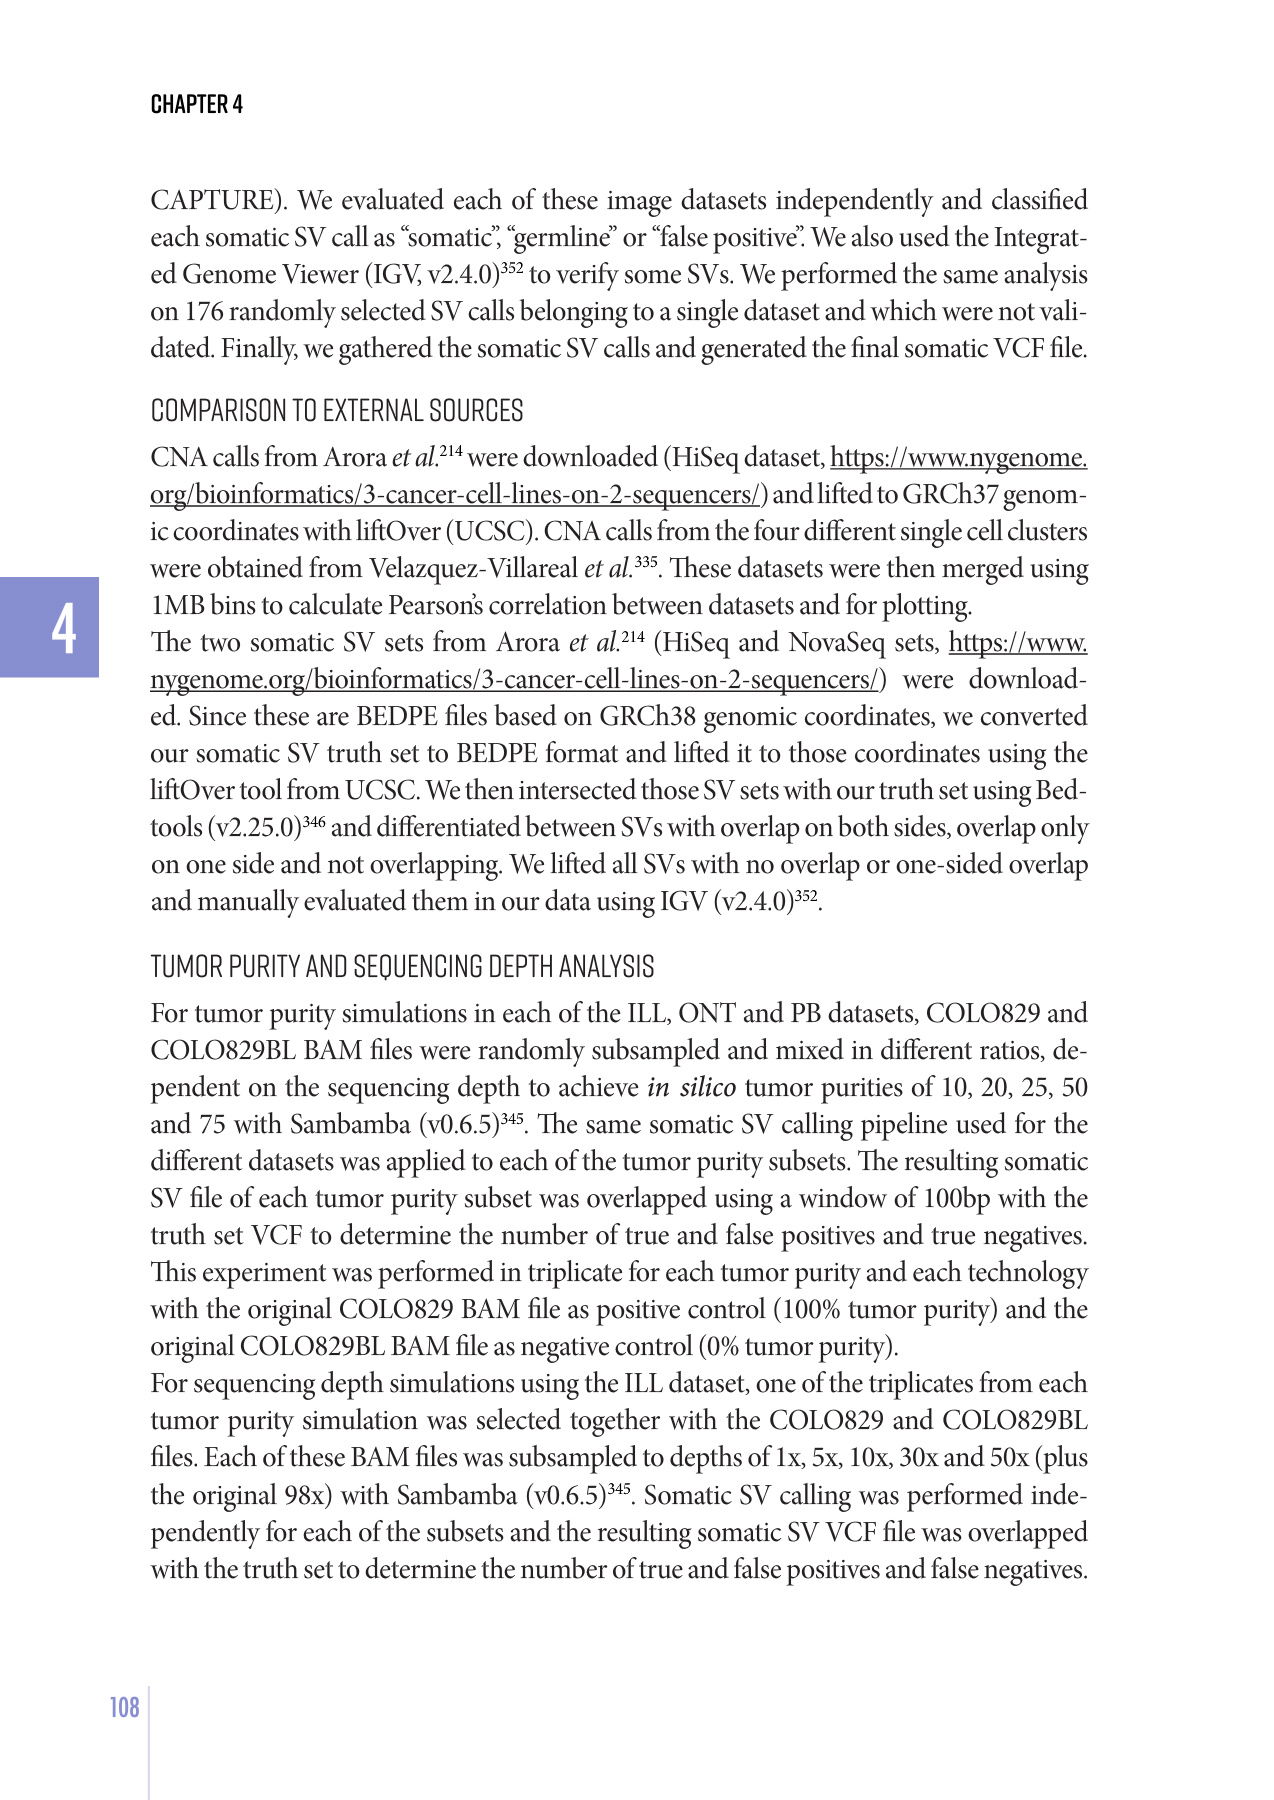 CHAPTER 4
CAPTURE). We evaluated each of these image datasets independently and classified
each somatic SV call as “somatic”, “germline” or “false positive”. We also used the Integrat-
ed Genome Viewer (IGV, v2.4.0)352 to verify some SVs. We performed the same analysis
on 176 randomly selected SV calls belonging to a single dataset and which were not vali-
dated. Finally, we gathered the somatic SV calls and generated the final somatic VCF file.
COMPARISON TO EXTERNAL SOURCES
CNA calls from Arora et al.214 were downloaded (HiSeq dataset, https://www.nygenome.
org/bioinformatics/3-cancer-cell-lines-on-2-sequencers/) and lifted to GRCh37 genom-
ic coordinates with liftOver (UCSC). CNA calls from the four different single cell clusters
were obtained from Velazquez-Villareal et al.335. These datasets were then merged using
1MB bins to calculate Pearson’s correlation between datasets and for plotting.
The two somatic SV sets from Arora et al.214 (HiSeq and NovaSeq sets, https://www.
nygenome.org/bioinformatics/3-cancer-cell-lines-on-2-sequencers/) were download-
ed. Since these are BEDPE files based on GRCh38 genomic coordinates, we converted
our somatic SV truth set to BEDPE format and lifted it to those coordinates using the
liftOver tool from UCSC. We then intersected those SV sets with our truth set using Bed-
tools (v2.25.0)346 and differentiated between SVs with overlap on both sides, overlap only
on one side and not overlapping. We lifted all SVs with no overlap or one-sided overlap
and manually evaluated them in our data using IGV (v2.4.0)352.
4
TUMOR PURITY AND SEQUENCING DEPTH ANALYSIS
For tumor purity simulations in each of the ILL, ONT and PB datasets, COLO829 and
COLO829BL BAM files were randomly subsampled and mixed in different ratios, de-
pendent on the sequencing depth to achieve in silico tumor purities of 10, 20, 25, 50
and 75 with Sambamba (v0.6.5)345. The same somatic SV calling pipeline used for the
different datasets was applied to each of the tumor purity subsets. The resulting somatic
SV file of each tumor purity subset was overlapped using a window of 100bp with the
truth set VCF to determine the number of true and false positives and true negatives.
This experiment was performed in triplicate for each tumor purity and each technology
with the original COLO829 BAM file as positive control (100% tumor purity) and the
original COLO829BL BAM file as negative control (0% tumor purity).
For sequencing depth simulations using the ILL dataset, one of the triplicates from each
tumor purity simulation was selected together with the COLO829 and COLO829BL
files. Each of these BAM files was subsampled to depths of 1x, 5x, 10x, 30x and 50x (plus
the original 98x) with Sambamba (v0.6.5)345. Somatic SV calling was performed inde-
pendently for each of the subsets and the resulting somatic SV VCF file was overlapped
with the truth set to determine the number of true and false positives and false negatives.
108